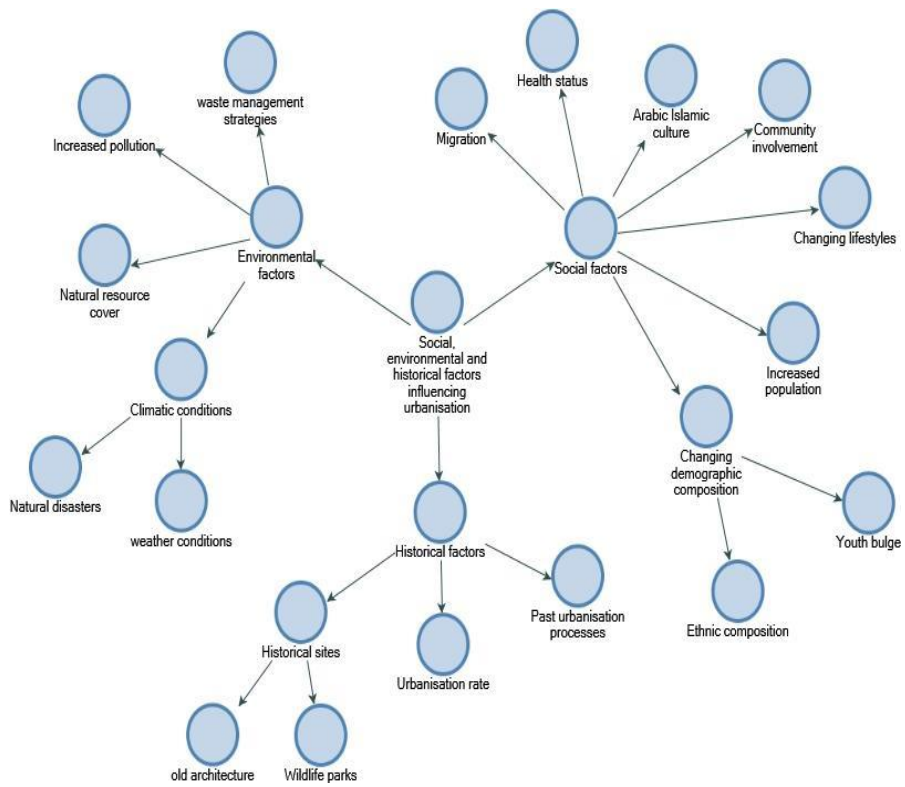 Health status
waste management
strategies
Arabic Islamic
culture
Community
involvement
Migration
Increased pollution
Changing lifestyles
Environmental
factors
Social factors
Natural resource
cover
Social,
environmental and
historical factors
influencing
urbanisation
Increased
population
Climatic conditions
Changing
demographic
composition
Natural disasters
weather conditions
Youth bulge
Historical factors
Past urbanisation
processes
Ethnic composition
Historical sites
Urbanisation rate
old architecture
Wildlife parks